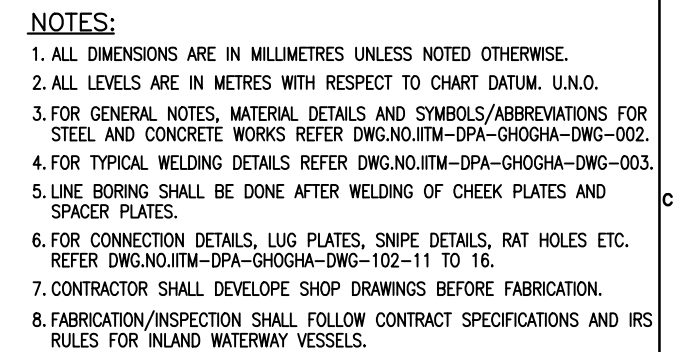 NOTES:
1. ALL DIMENSIONS ARE IN MILLIMETRES UNLESS NOTED OTHERWISE.
2. ALL LEVELS ARE IN METRES WITH RESPECT TO CHART DATUM. U.N.O.
3. FOR GENERAL NOTES, MATERIAL DETAILS AND SYMBOLS/ABBREVIATIONS FOR
STEEL AND CONCRETE WORKS REFER DWG.NO.IITM-DPA-GHOGHA-DWG-002.
4. FOR TYPICAL WELDING DETAILS REFER DWG.NO.IITM-DPA-GHOGHA-DWG-003.
5. LINE BORING SHALL BE DONE AFTER WELDING OF CHEEK PLATES AND
SPACER PLATES.
C
6. FOR CONNECTION DETAILS, LUG PLATES, SNIPE DETAILS, RAT HOLES ETC.
REFER DWG.NO.IITM-DPA-GHOGHA-DWG-102-11 TO 16.
7. CONTRACTOR SHALL DEVELOPE SHOP DRAWINGS BEFORE FABRICATION.
8. FABRICATION/INSPECTION SHALL FOLLOW CONTRACT SPECIFICATIONS AND IRS
RULES FOR INLAND WATERWAY VESSELS.